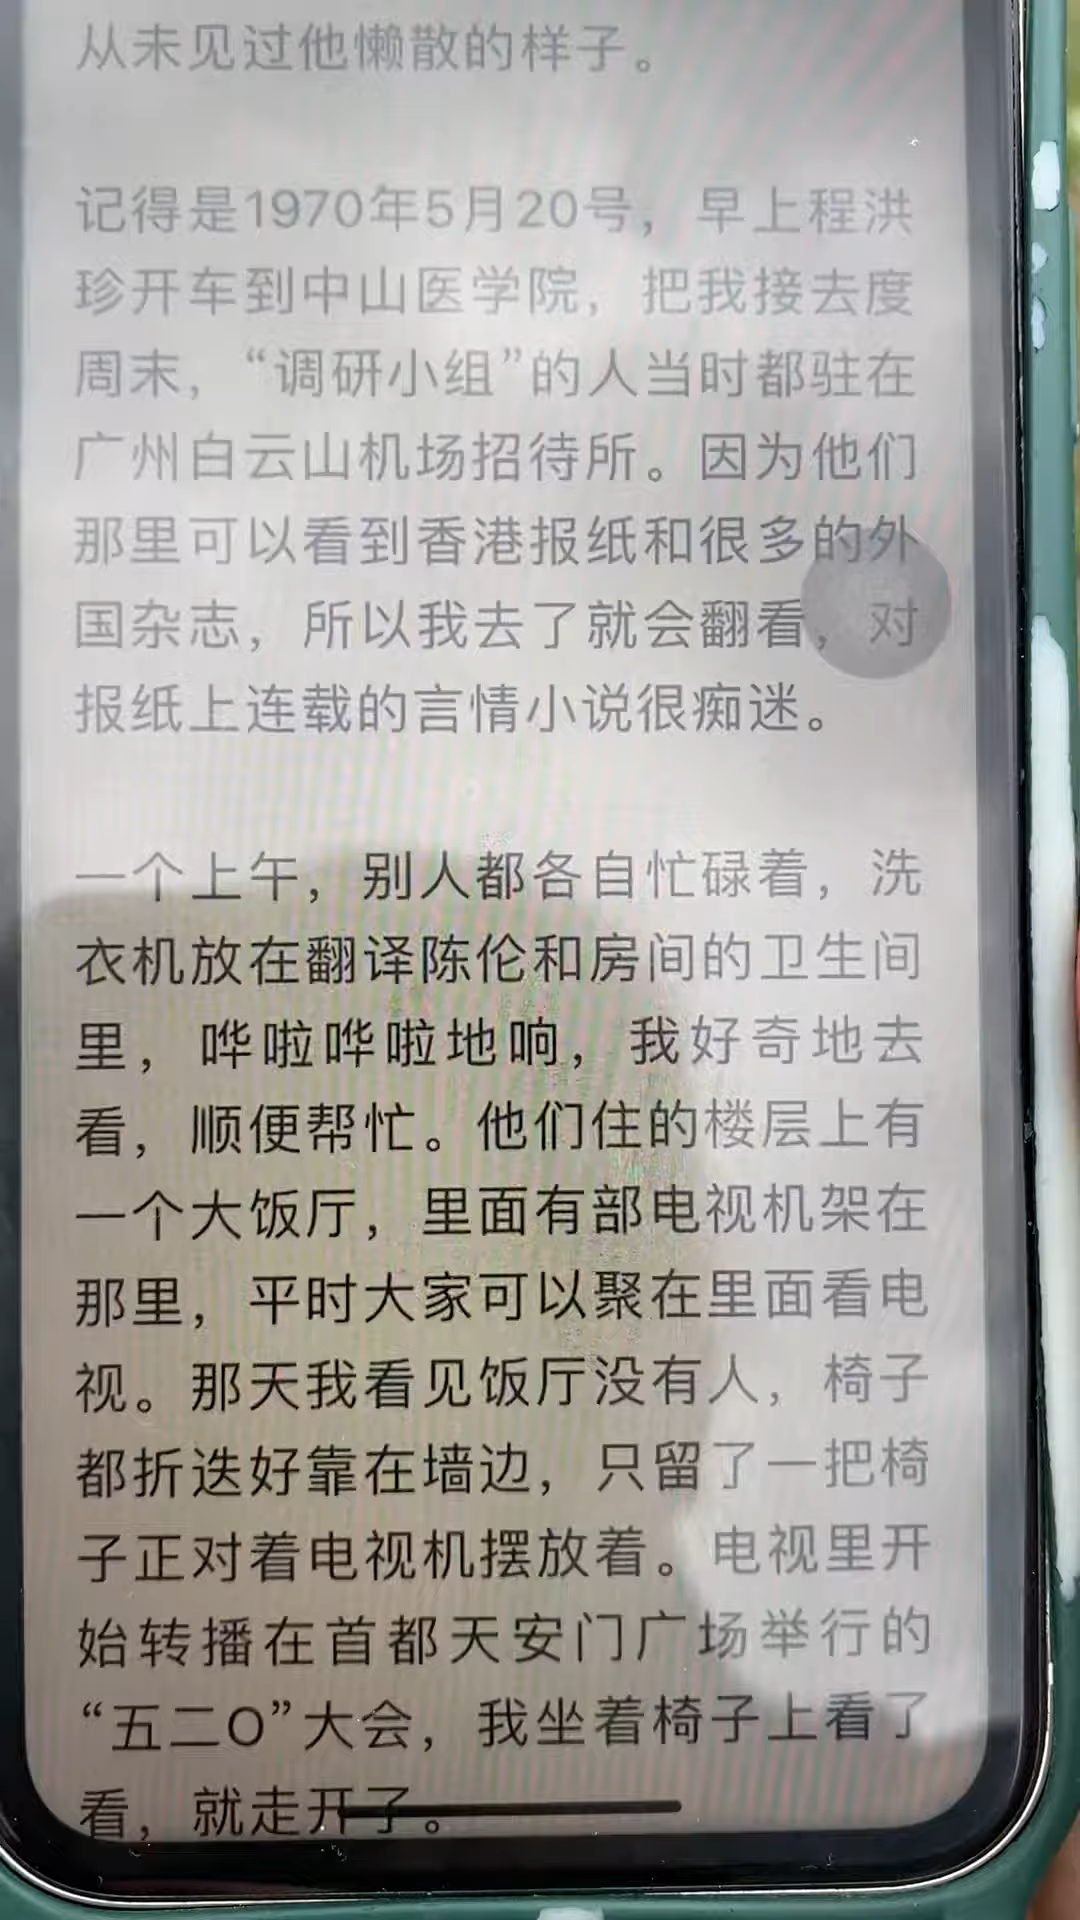 从未见过他懒散的样子。
记得是1970年5月20号，早上程洪
珍开车到中山医学院，把我接去度
周末，“调研小组”的人当时都驻在
广州白云山机场招待所。因为他们
那里可以看到香港报纸和很多的外
国杂志，所以我去了就会翻看，对
报纸上连载的言情小说很痴迷。
一个上午，别人都各自忙碌着，洗
衣机放在翻译陈伦和房间的卫生间
里，哗啦哗啦地响，我好奇地去
看，顺便帮忙。他们住的楼层上有
一个大饭厅，里面有部电视机架在
那里，平时大家可以聚在里面看电
视。那天我看见饭厅没有人，椅子
都折迭好靠在墙边，只留了一把椅
子正对着电视机摆放着。电视里开
始转播在首都天安门广场举行的
“五二O”大会，我坐着椅子上看了
看，就走开了。